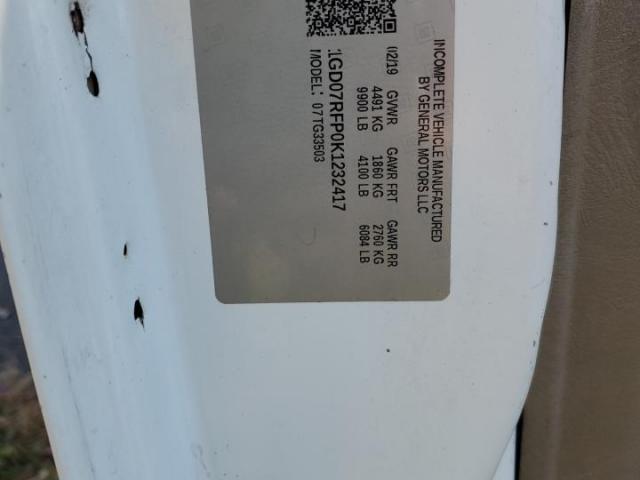 INCOMPLETE VEHICLE MANUFACTURED
BY GENERAL MOTORS LLC
02/19 GVWR GAWR FRT GAWR RR
4491 KG 1860 KG 2760 KG
9900 LB 4100 LB 6084 LB
1GD07RFP0K1232417
MODEL: 07TG33503